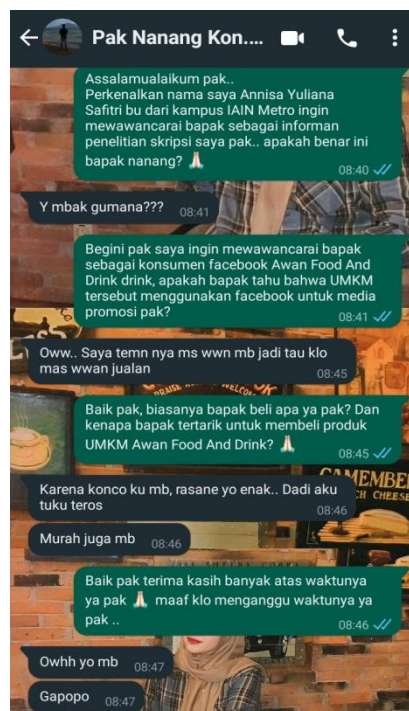 Pak Nanang Kon....
Assalamualaikum pak..
Perkenalkan nama saya Annisa Yuliana
Safitri bu dari kampus IAIN Metro ingin
mewawancarai bapak sebagai informan
penelitian skripsi saya pak.. apakah benar ini
bapak nanang? 🙏🏻
08:40
Y mbak gumana???
08:41
Begini pak saya ingin mewawancarai bapak
sebagai konsumen facebook Awan Food And
Drink drink, apakah bapak tahu bahwa UMKM
tersebut menggunakan facebook untuk media
promosi pak?
08:41
Oww.. Saya temn nya ms wwn mb jadi tau klo
mas wwan jualan
08:45
Baik pak, biasanya bapak beli apa ya pak? Dan
kenapa bapak tertarik untuk membeli produk
UMKM Awan Food And Drink? 🙏🏻
08:45
CAMEMBE
CH CHEESE
Karena konco ku mb, rasane yo enak.. Dadi aku
tuku teros
08:46
Murah juga mb
08:46
Baik pak terima kasih banyak atas waktunya
ya pak 🙏🏻 maaf klo menganggu waktunya ya
pak ..
08:46
Owhh yo mb
08:47
Gapopo
08:47